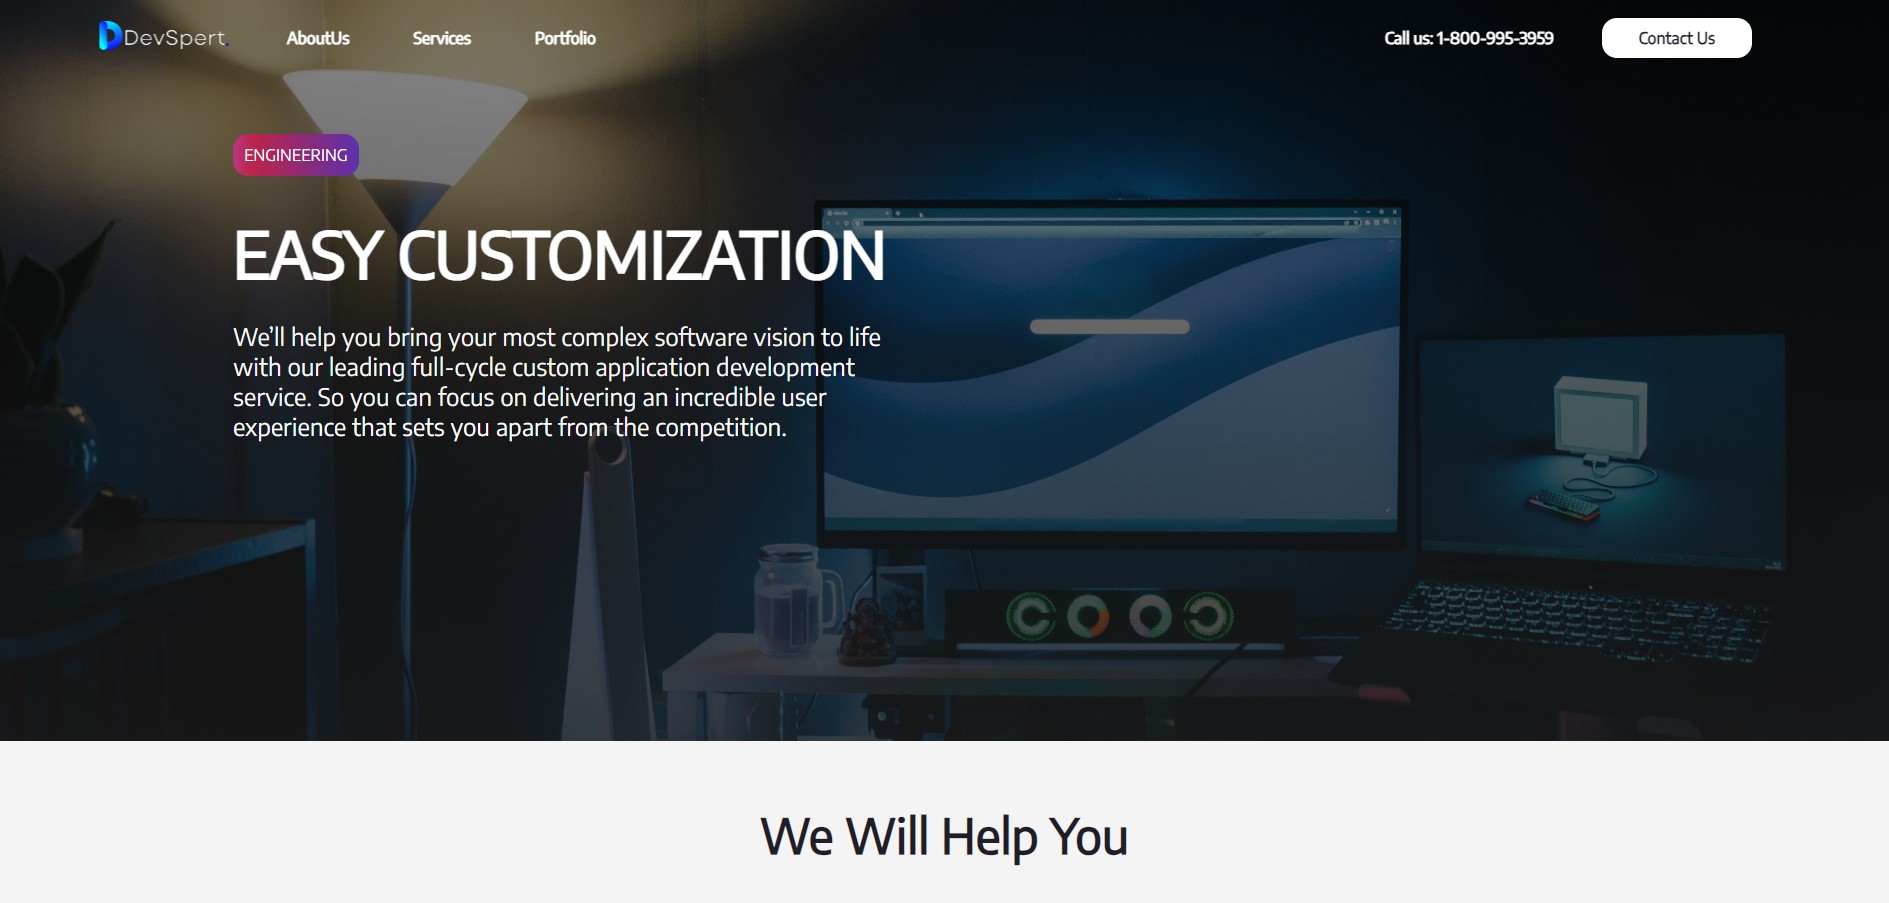 DevSpert.
AboutUs
Services
Portfolio
Call us: 1-800-995-3959
Contact Us
ENGINEERING
EASY CUSTOMIZATION
We’ll help you bring your most complex software vision to life
with our leading full-cycle custom application development
service. So you can focus on delivering an incredible user
experience that sets you apart from the competition.
We Will Help You